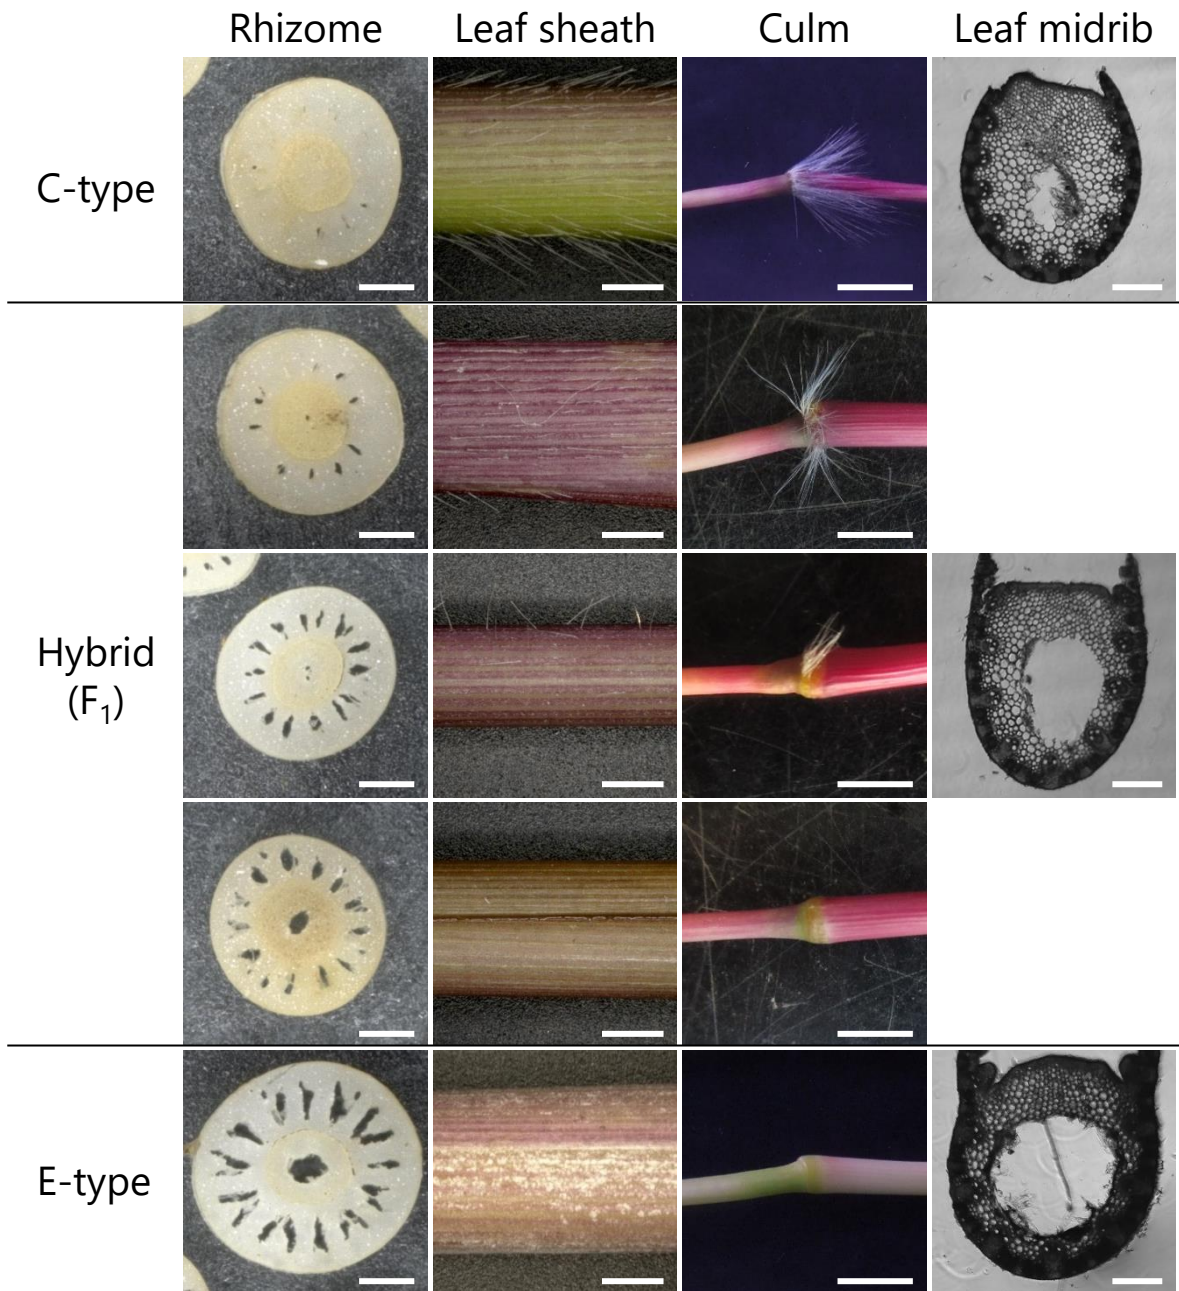 Rhizome Leaf sheath Culm Leaf midrib
C-type
Hybrid
(F₁)
E-type